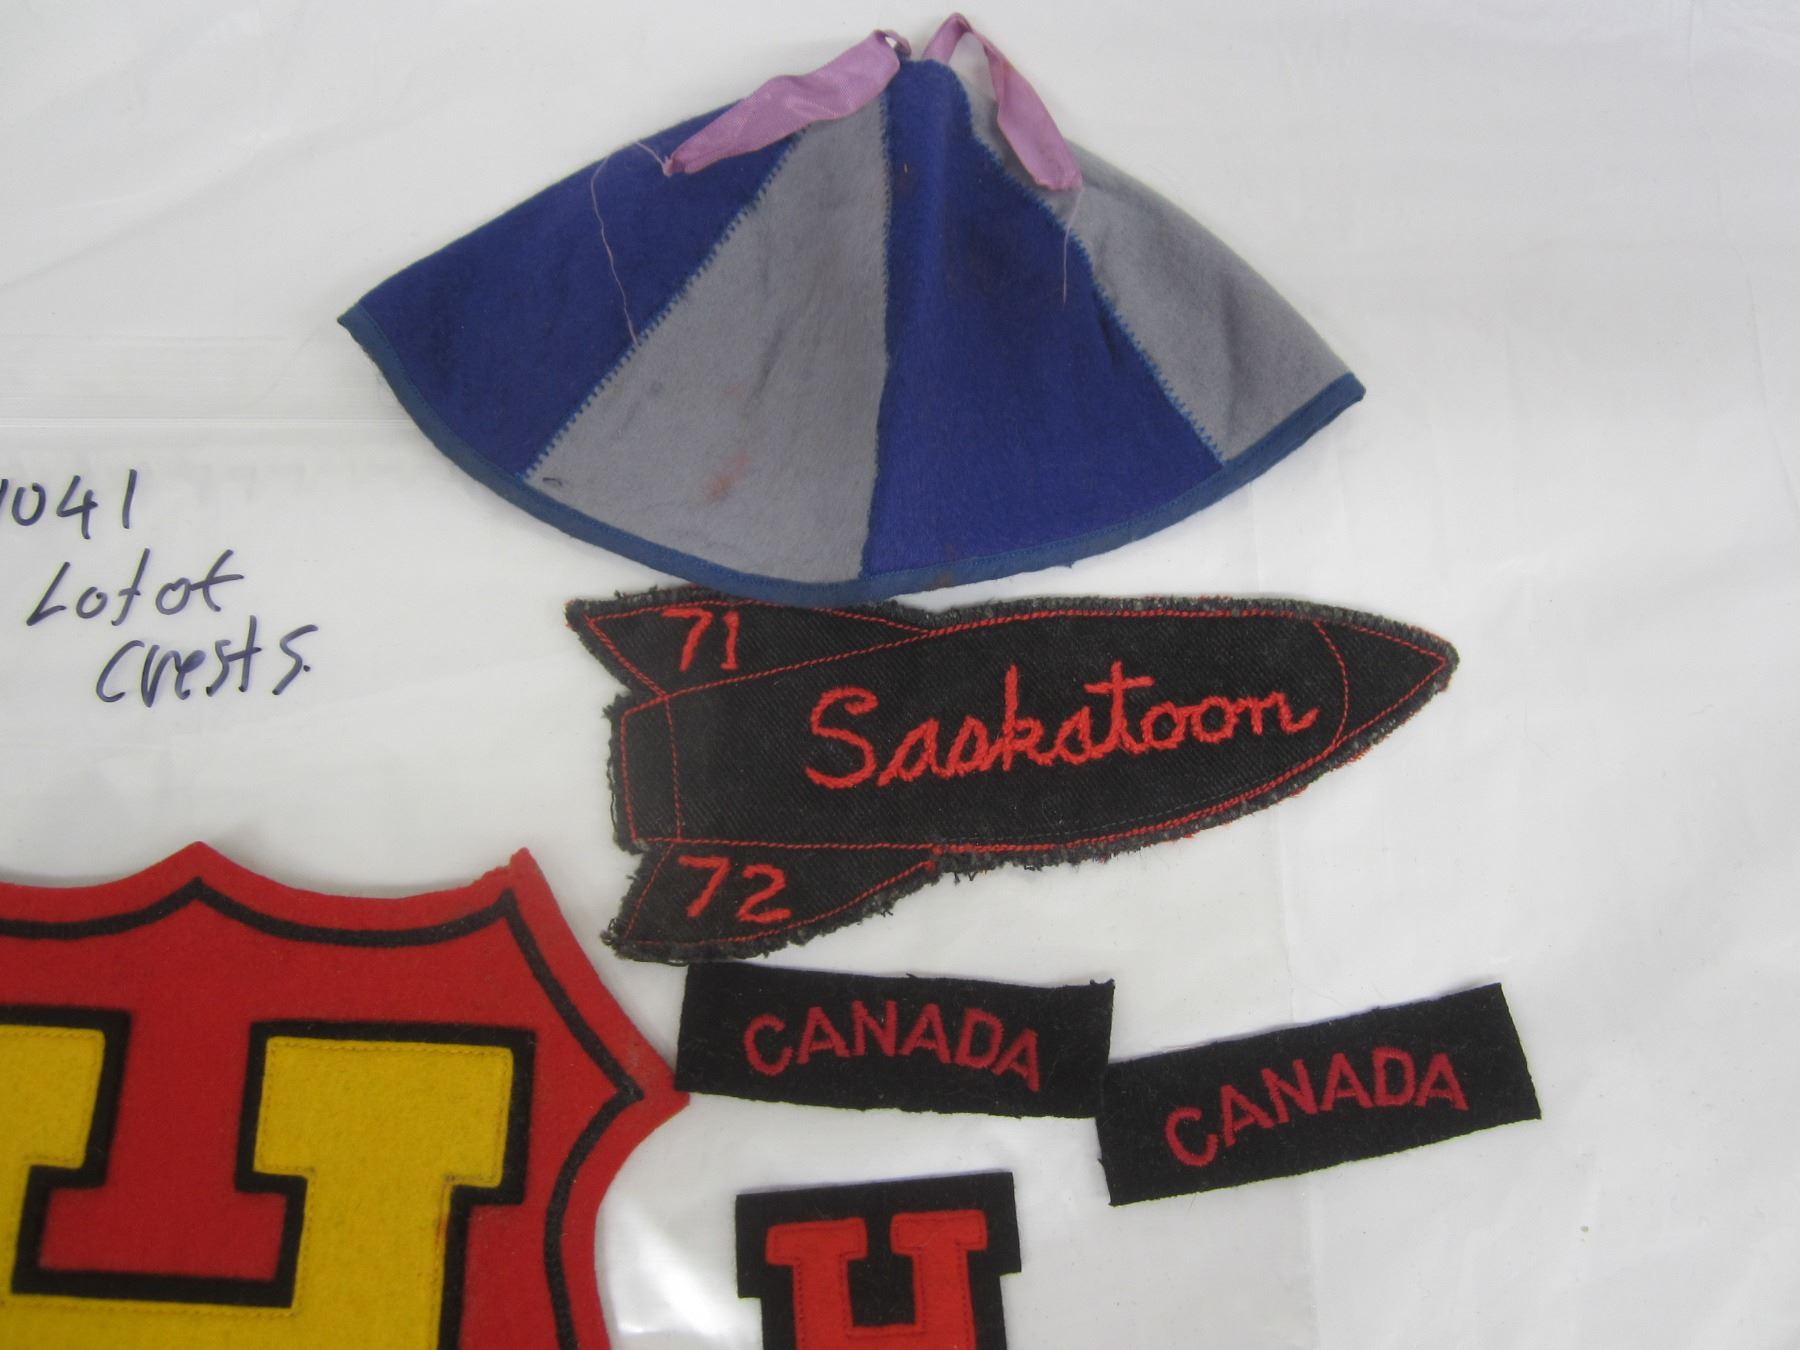 1041
Lot of
crests.
71
Saskatoon
72
CANADA
CANADA
H
H